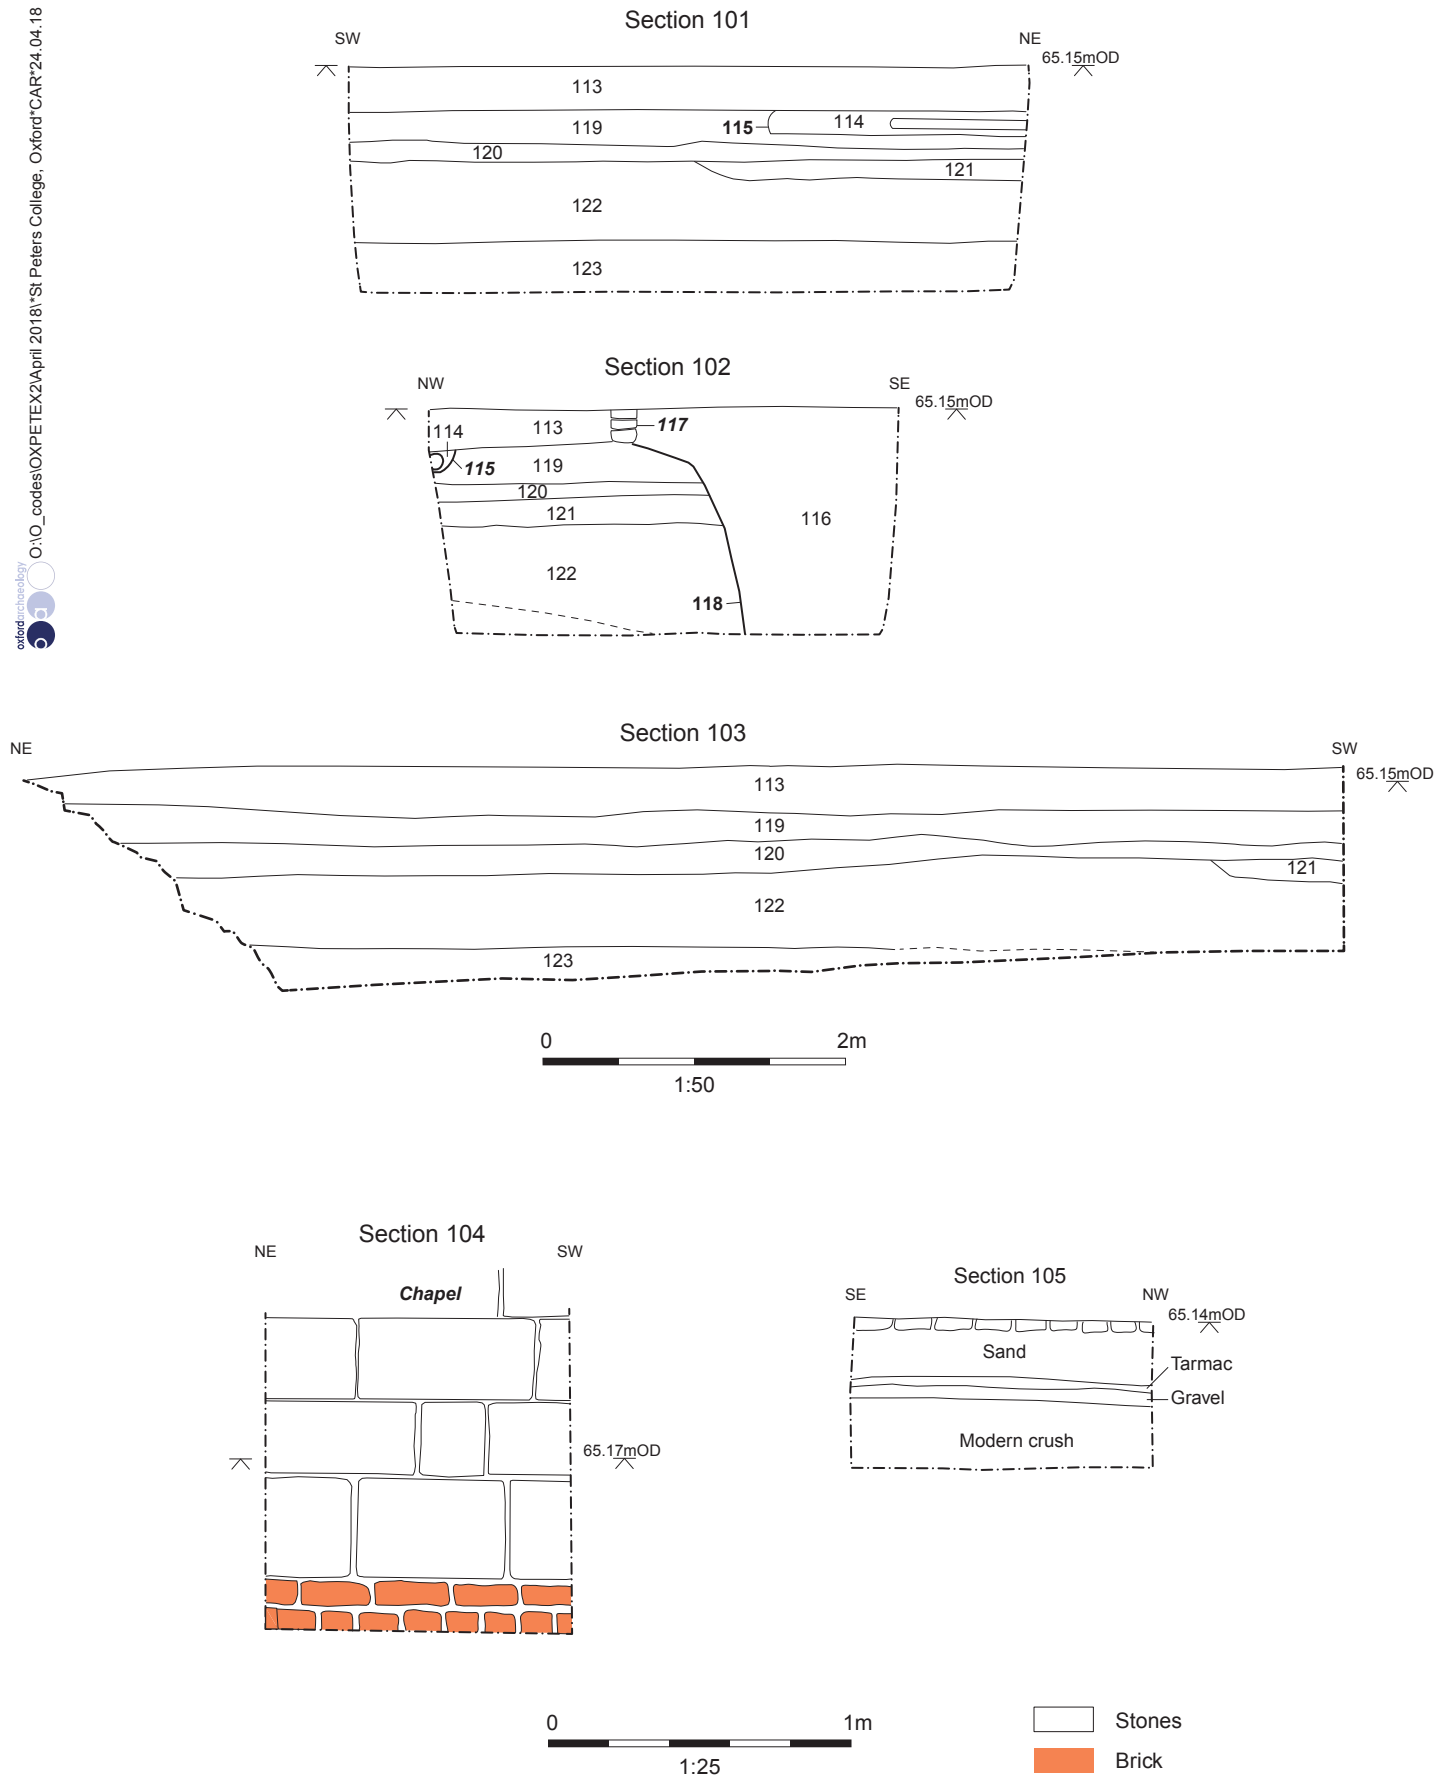 O:\O_codes\OXPETEX2\April 2018\*St Peters College, Oxford*CAR*24.04.18
oxfordarchaeology
Section 101
SW
NE
65.15mOD
113
119
115
114
120
121
122
123
Section 102
NW
SE
65.15mOD
114
113
117
115
119
120
121
116
122
118
Section 103
NE
SW
65.15mOD
113
119
120
121
122
123
0 2m
1:50
Section 104
NE
SW
Chapel
65.17mOD
Section 105
SE
NW
65.14mOD
Sand
Tarmac
Gravel
Modern crush
0 1m
1:25
Stones
Brick